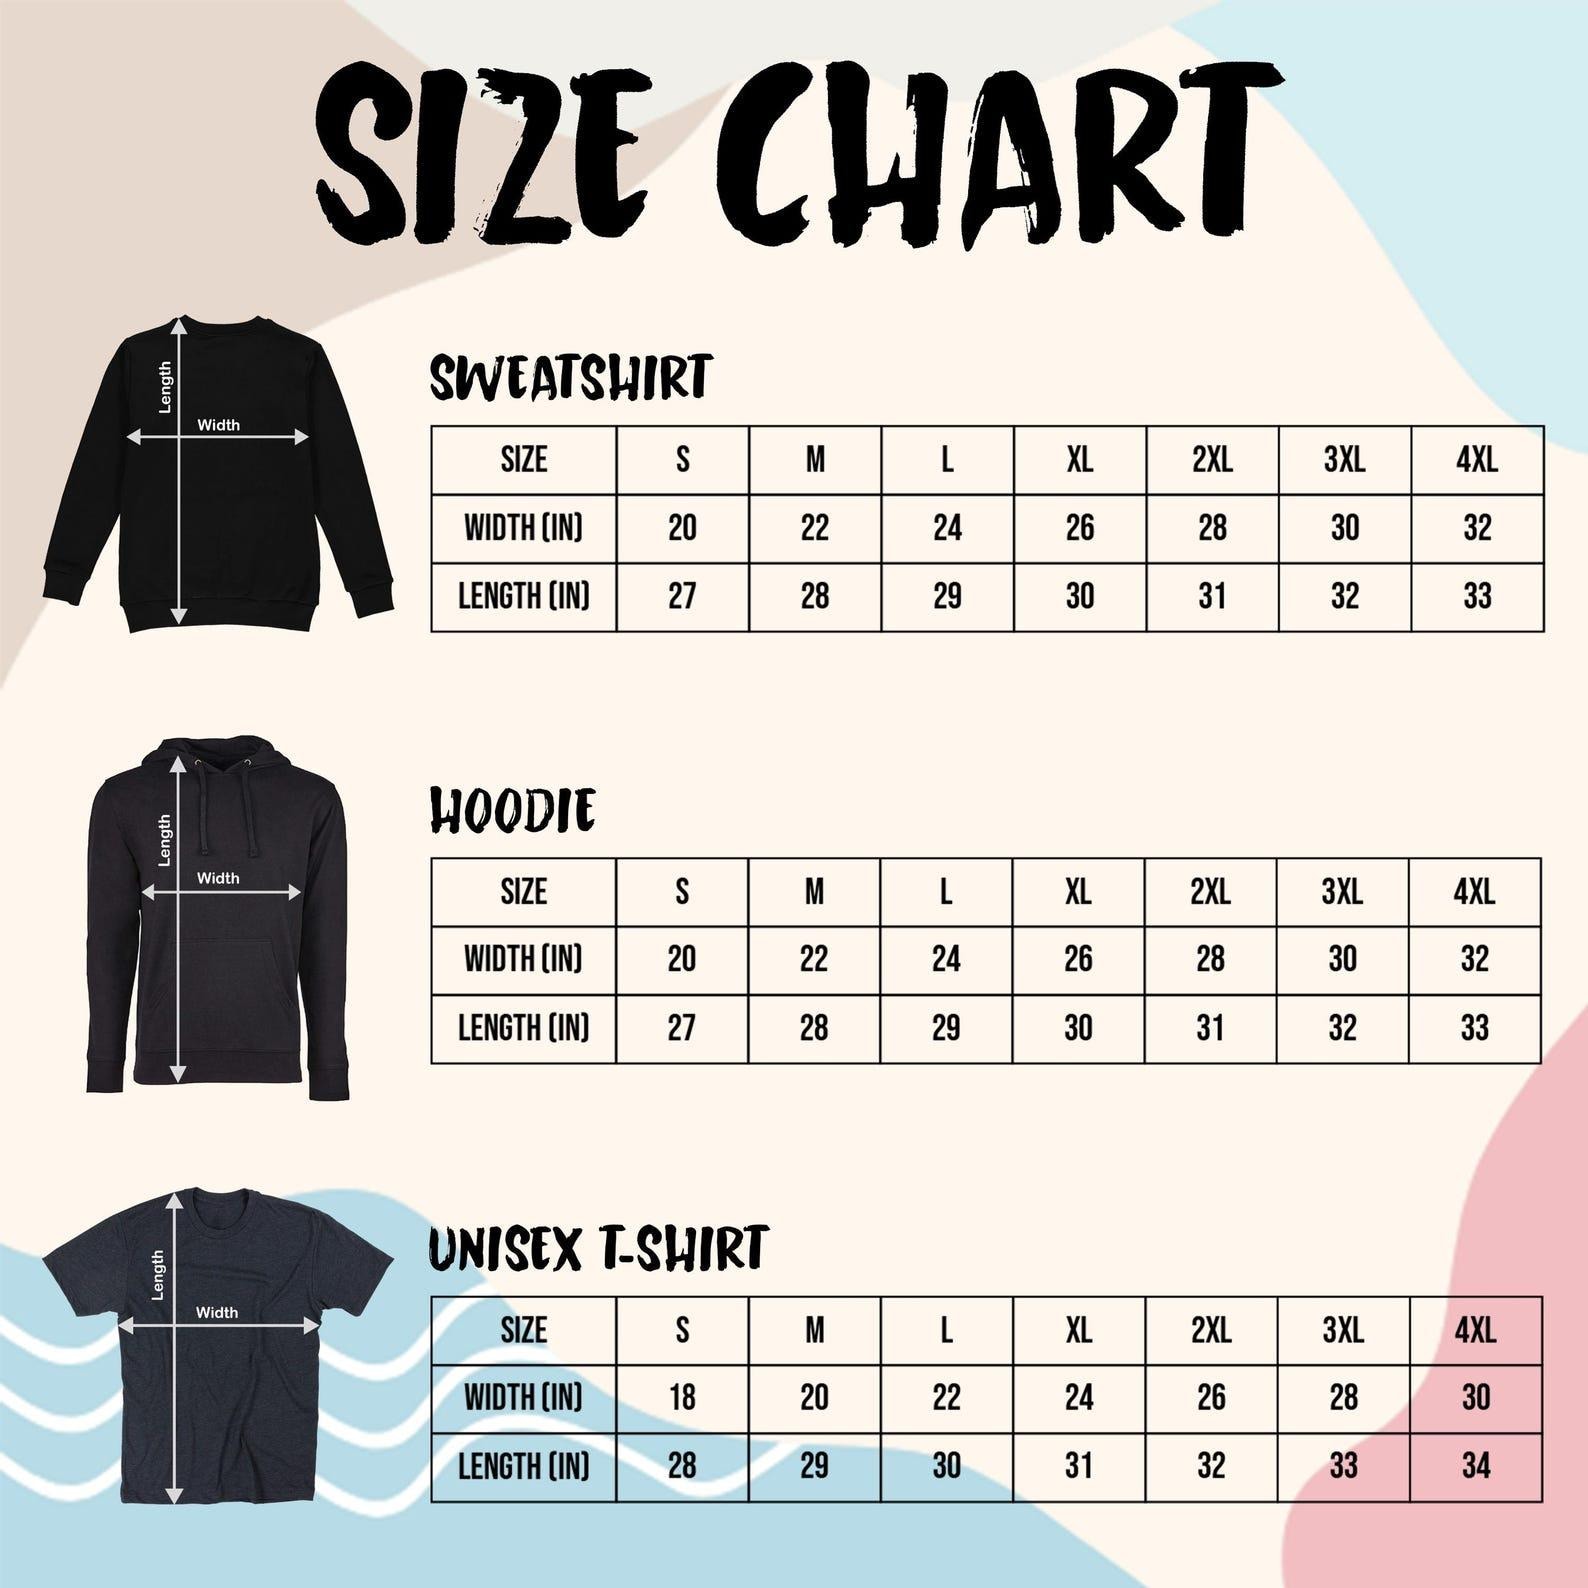 SIZE CHART
Length
Width
SWEATSHIRT
SIZE S M L XL 2XL 3XL 4XL
WIDTH (IN) 20 22 24 26 28 30 32
LENGTH (IN) 27 28 29 30 31 32 33
Length
Width
HOODIE
SIZE S M L XL 2XL 3XL 4XL
WIDTH (IN) 20 22 24 26 28 30 32
LENGTH (IN) 27 28 29 30 31 32 33
Length
Width
UNISEX T-SHIRT
SIZE S M L XL 2XL 3XL 4XL
WIDTH (IN) 18 20 22 24 26 28 30
LENGTH (IN) 28 29 30 31 32 33 34